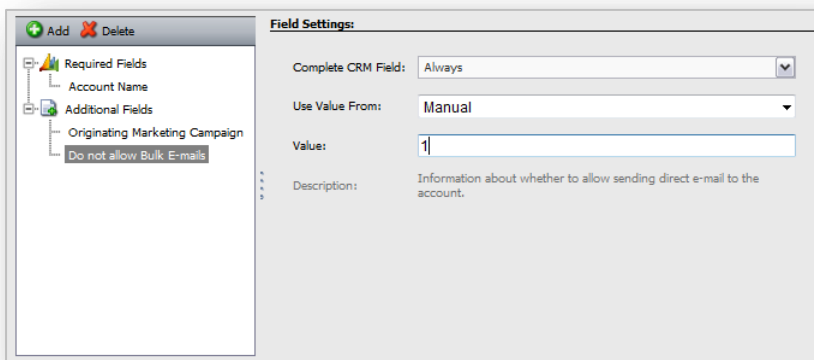 Add Delete
Required Fields
Account Name
Additional Fields
Originating Marketing Campaign
Do not allow Bulk E-mails
Field Settings:
Complete CRM Field: Always
Use Value From: Manual
Value: 1
Description: Information about whether to allow sending direct e-mail to the
account.